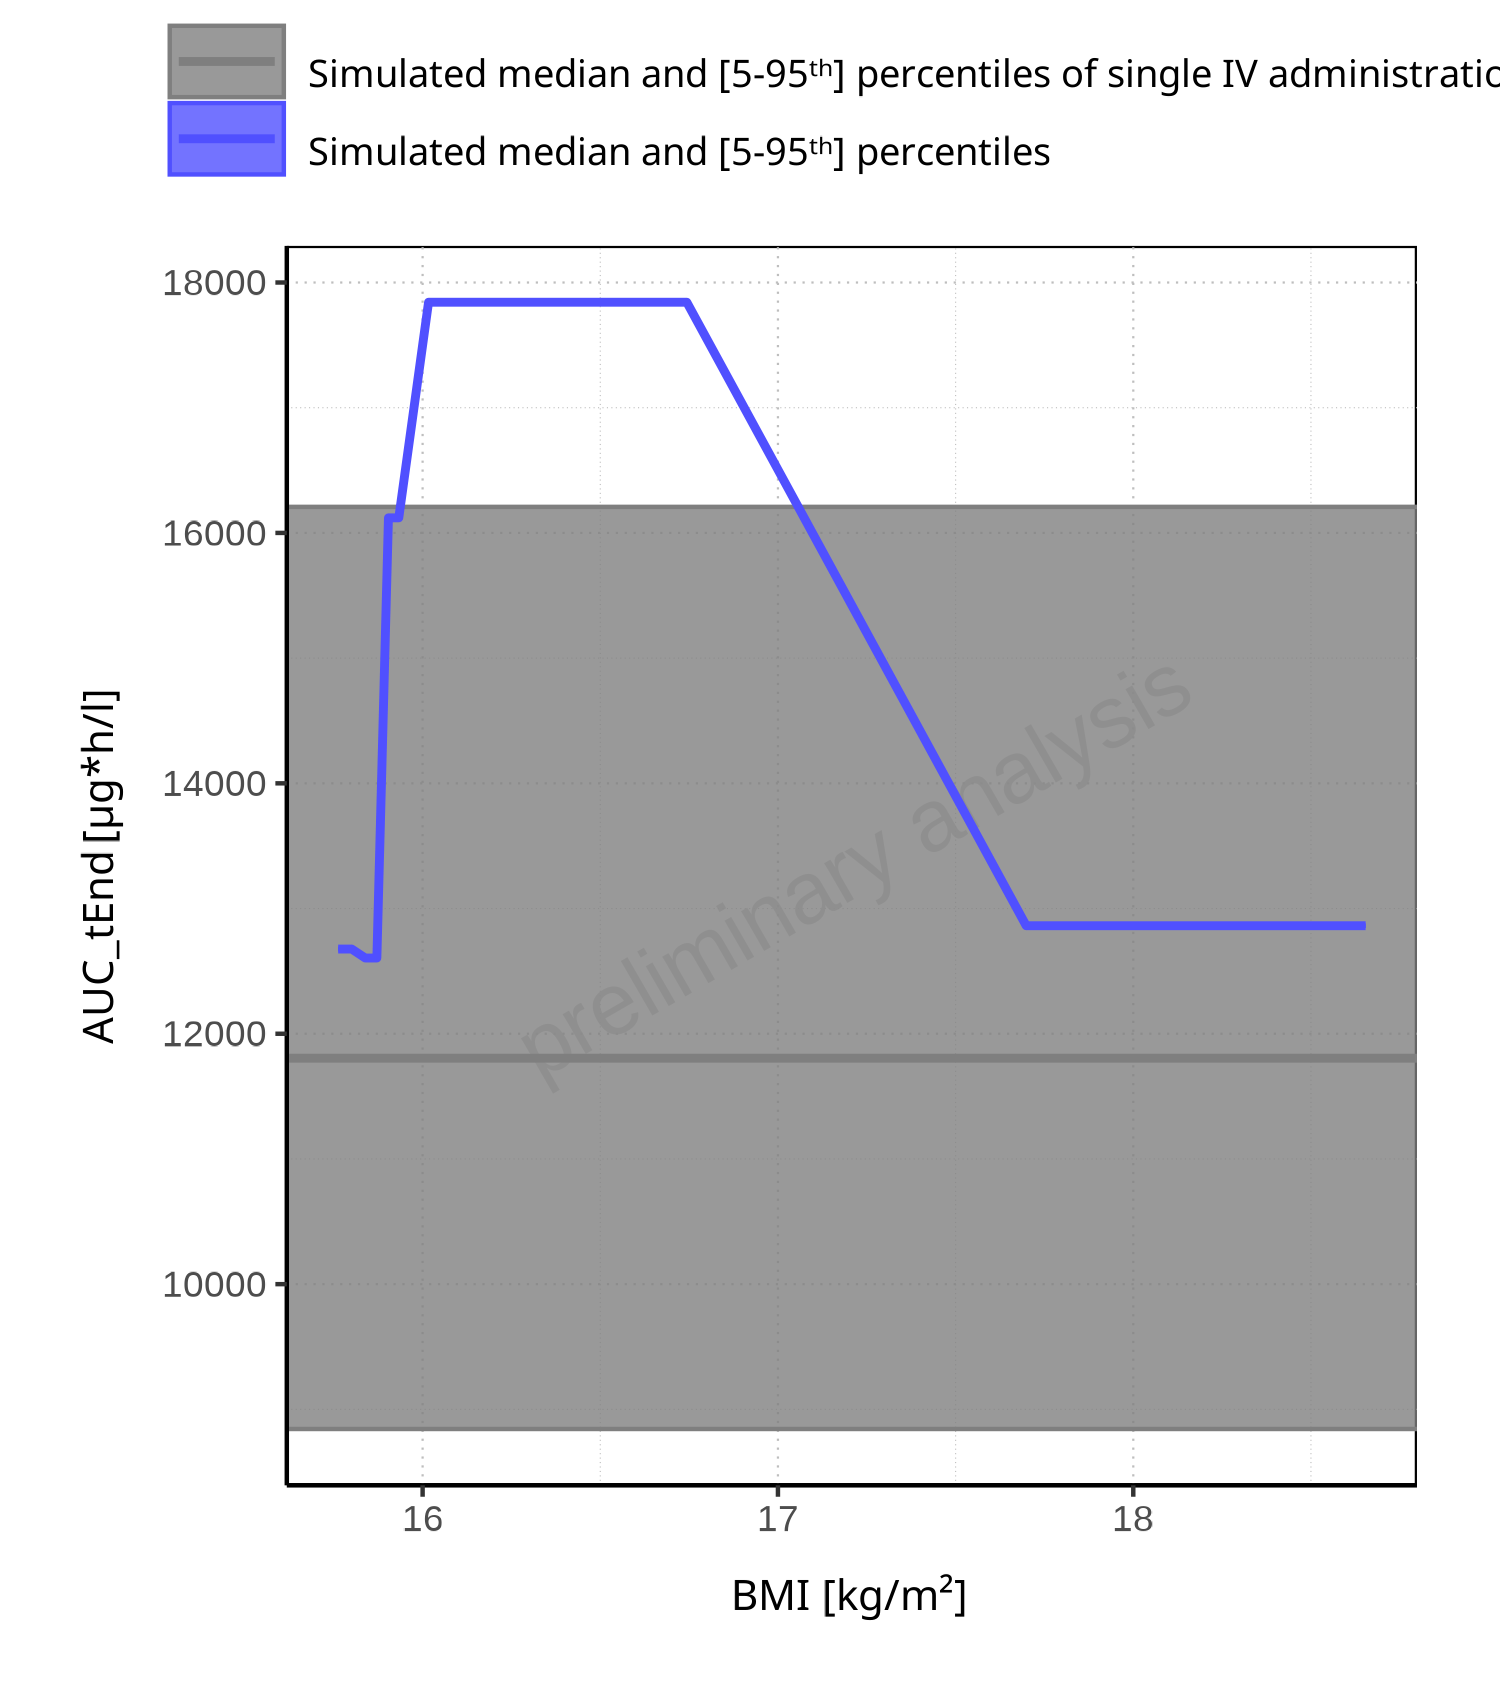 Simulated median and [5-95ᵗʰ] percentiles of single IV administratio
Simulated median and [5-95ᵗʰ] percentiles
18000
16000
14000
12000
10000
AUC_tEnd [µg*h/l]
preliminary analysis
16 17 18
BMI [kg/m²]